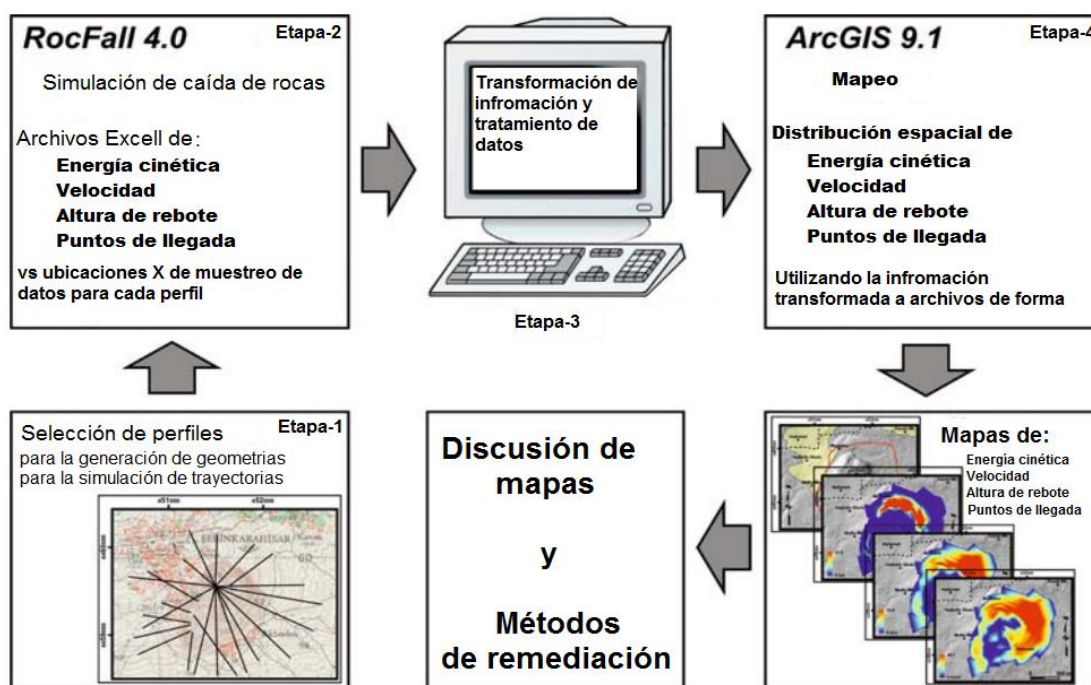 RocFall 4.0
Etapa-2
Simulación de caída de rocas
Archivos Excell de:
Energía cinética
Velocidad
Altura de rebote
Puntos de llegada
vs ubicaciones X de muestreo de
datos para cada perfil
Transformación de
infromación y
tratamiento de
datos
Etapa-3
ArcGIS 9.1
Etapa-4
Mapeo
Distribución espacial de
Energía cinética
Velocidad
Altura de rebote
Puntos de llegada
Utilizando la infromación
transformada a archivos de forma
Selección de perfiles
Etapa-1
para la generación de geometrias
para la simulación de trayectorias
ŞEBİNKARAHİSAR
60
Discusión de
mapas
y
Métodos
de remediación
Mapas de:
Energía cinética
Velocidad
Altura de rebote
Puntos de llegada